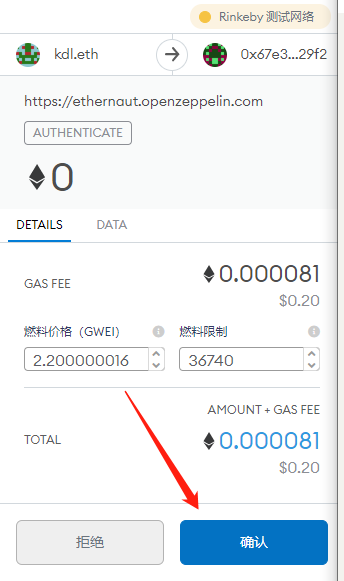 Rinkeby 测试网络
kdl.eth
0x67e3...29f2
https://ethernaut.openzeppelin.com
AUTHENTICATE
0
DETAILS
DATA
GAS FEE
0.000081
$0.20
燃料价格（GWEI）
燃料限制
2.200000016
36740
AMOUNT + GAS FEE
TOTAL
0.000081
$0.20
拒绝
确认